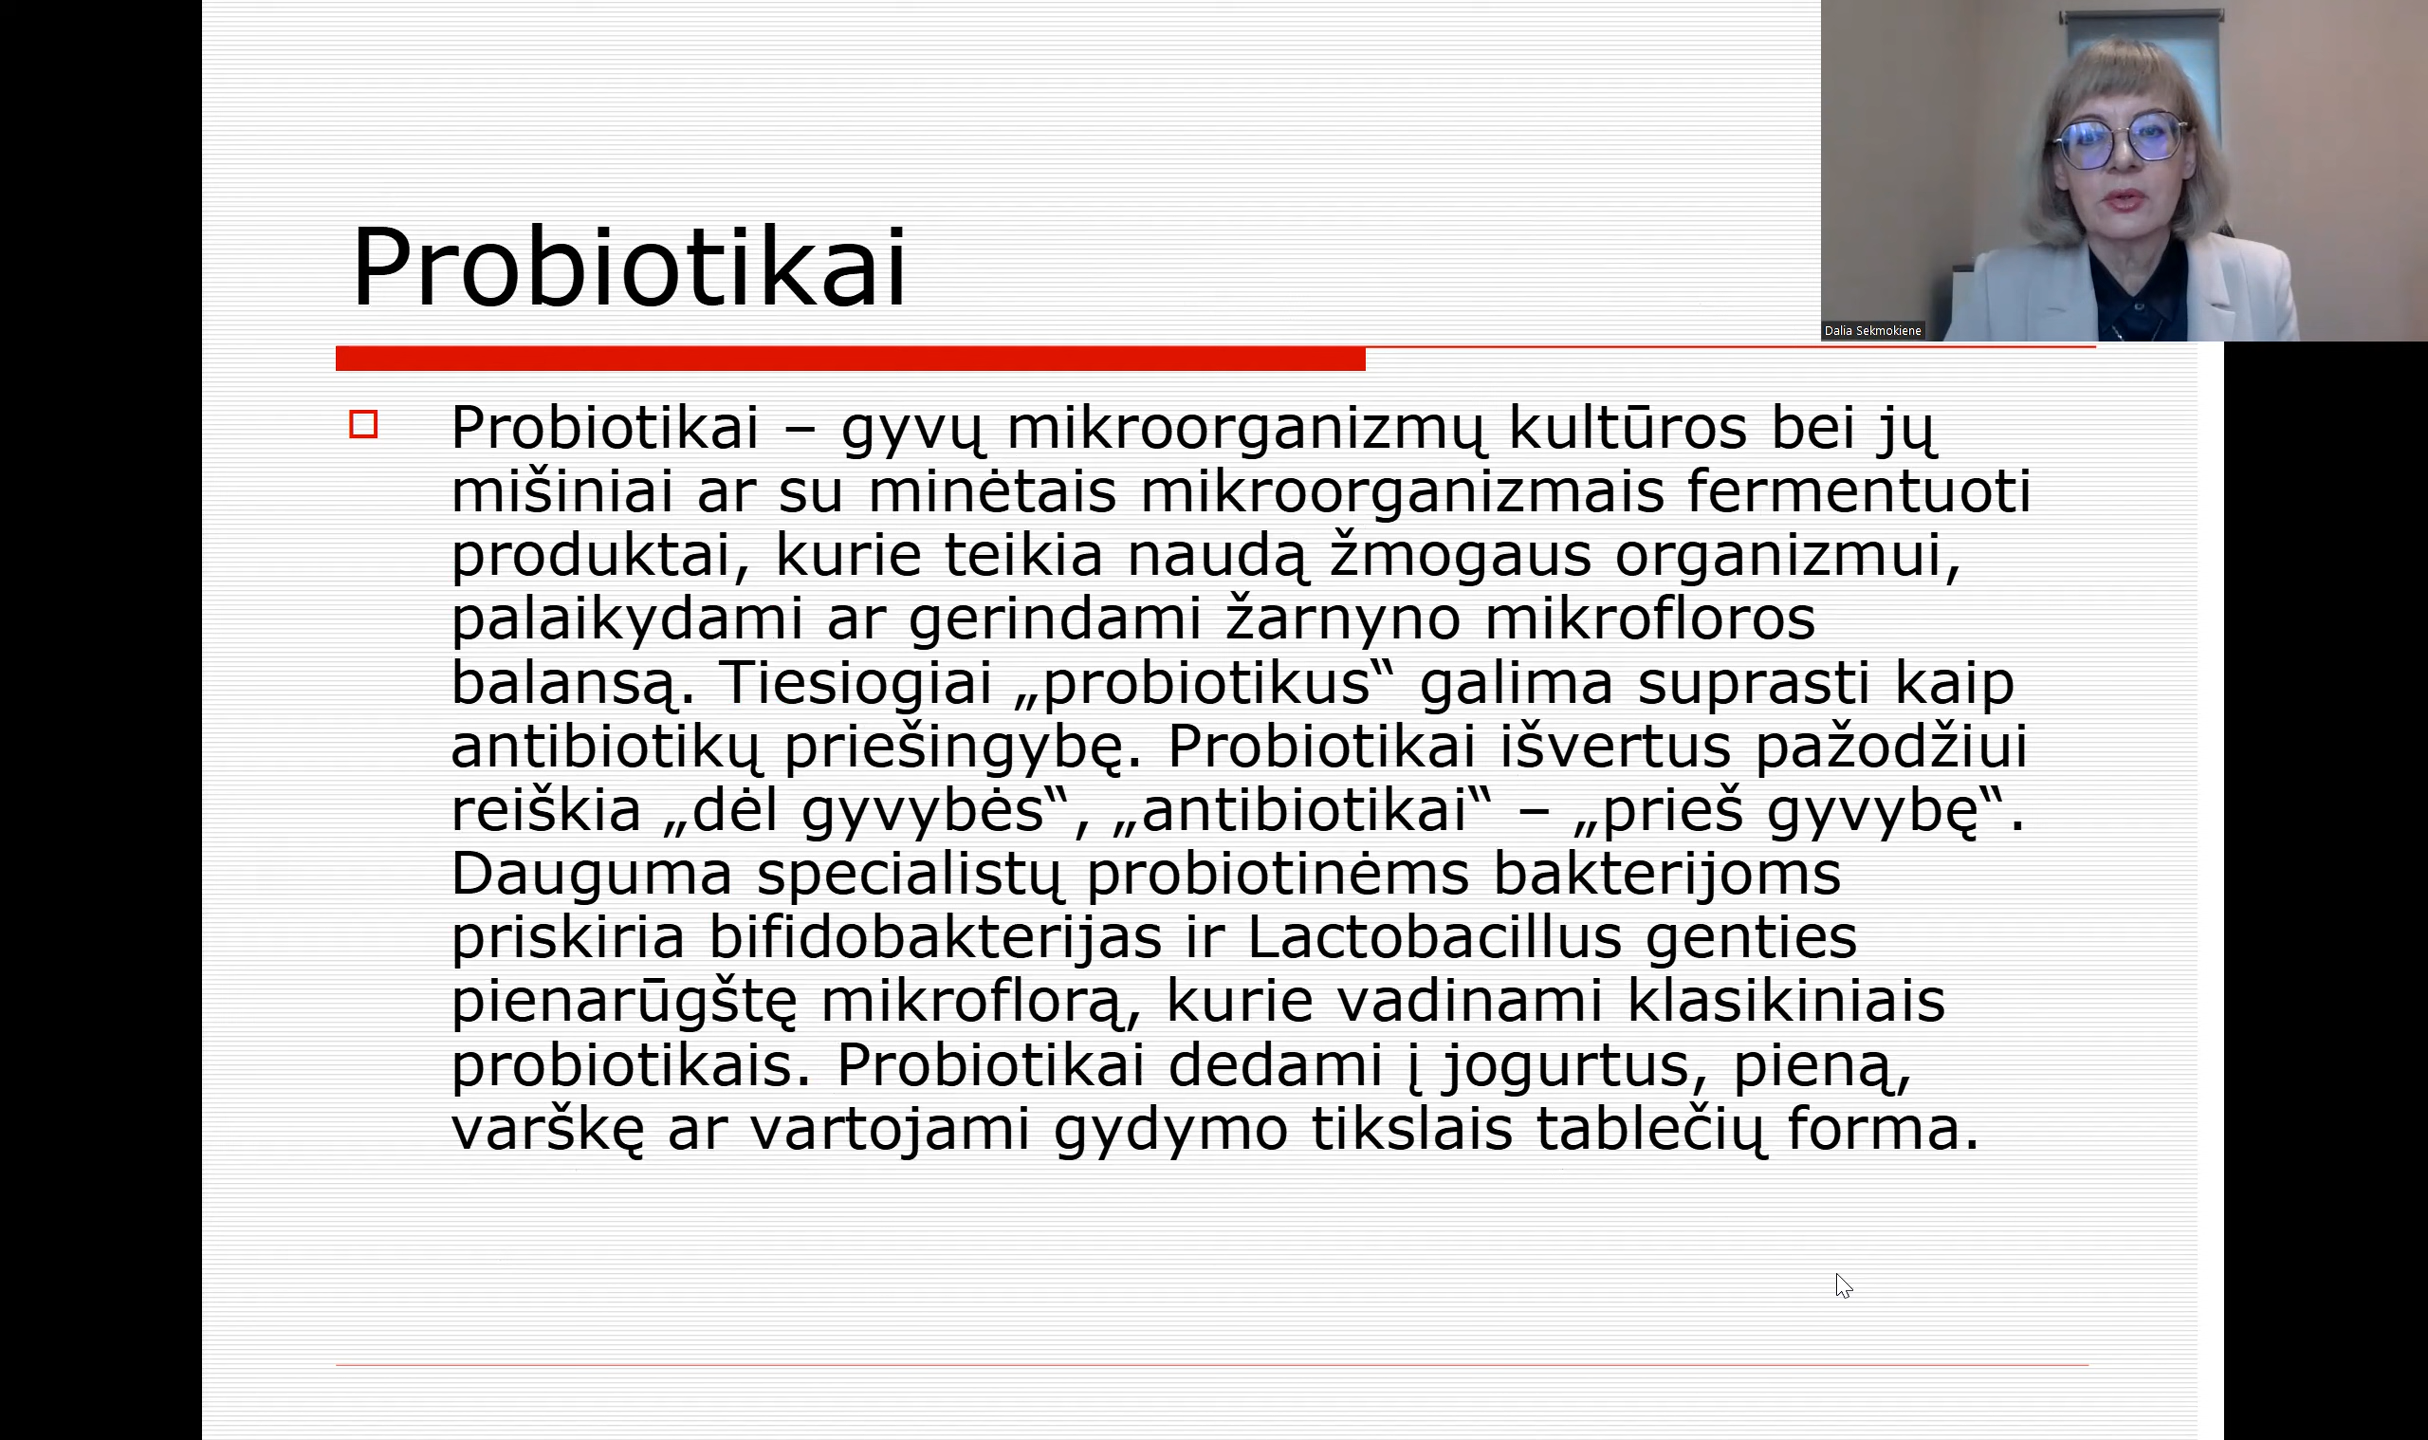 Probiotikai
Dalia Sekmokiene
Probiotikai – gyvų mikroorganizmų kultūros bei jų
mišiniai ar su minėtais mikroorganizmais fermentuoti
produktai, kurie teikia naudą žmogaus organizmui,
palaikydami ar gerindami žarnyno mikrofloros
balansą. Tiesiogiai „probiotikus“ galima suprasti kaip
antibiotikų priešingybę. Probiotikai išvertus pažodžiui
reiškia „dėl gyvybės“, „antibiotikai“ – „prieš gyvybę“.
Dauguma specialistų probiotinėms bakterijoms
priskiria bifidobakterijas ir Lactobacillus genties
pienarūgštę mikroflorą, kurie vadinami klasikiniais
probiotikais. Probiotikai dedami į jogurtus, pieną,
varškę ar vartojami gydymo tikslais tablečių forma.